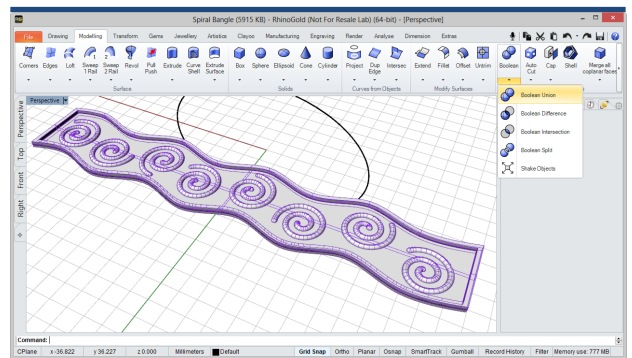 Spiral Bangle (5915 KB) - RhinoGold (Not For Resale Lab) (64-bit) - [Perspective]
File Drawing Modelling Transform Gems Jewellery Artistics Clayoo Manufacturing Engraving Render Analyse Dimension Extras
Corners Edges Loft Sweep 1 Rail Sweep 2 Rail Revol Pull Push Extrude Curve Shell Extrude Surface Box Sphere Ellipsoid Cone Cylinder Project Dup Edge Intersec Extend Fillet Offset Untrim Boolean Auto Cut Cap Shell Merge all coplanar faces
Surface Solids Curves from Objects Modify Surfaces
Boolean Union
Boolean Difference
Boolean Intersection
Boolean Split
Shake Objects
Perspective
Perspective
Top
Front
Right
Command:
CPlane x -36.822 y 36.227 z 0.000 Millimeters Default Grid Snap Ortho Planar Osnap SmartTrack Gumball Record History Filter Memory use: 777 MB